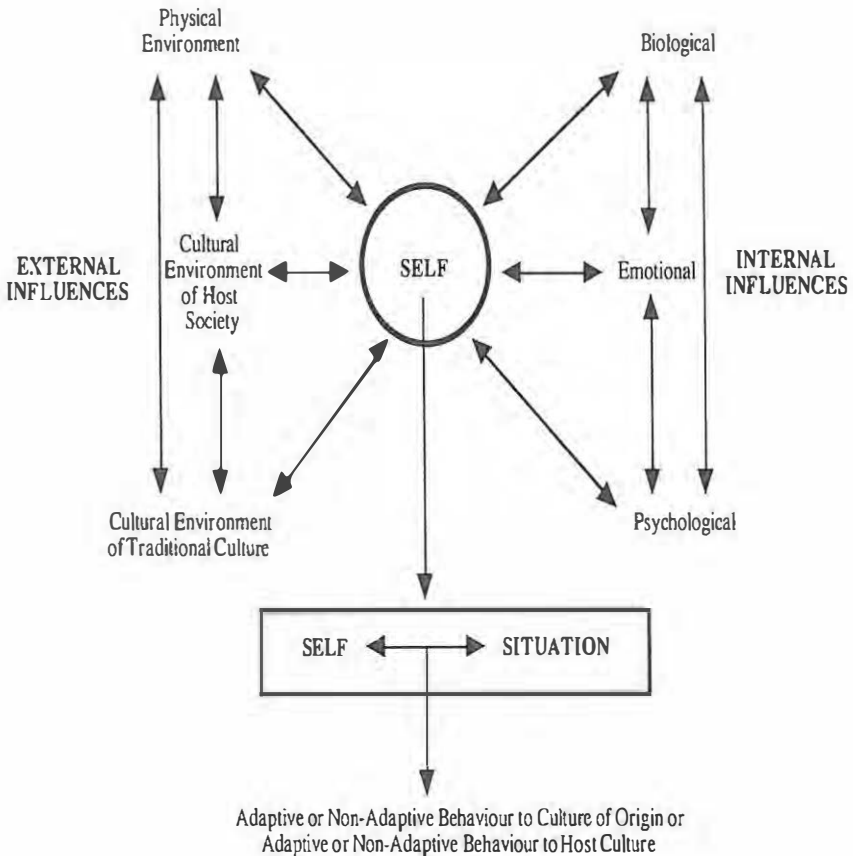 Physical
Environment
Biological
EXTERNAL
INFLUENCES
Cultural
Environment
of Host
Society
SELF
Emotional
INTERNAL
INFLUENCES
Cultural Environment
of Traditional Culture
Psychological
SELF
SITUATION
Adaptive or Non-Adaptive Behaviour to Culture of Origin or
Adaptive or Non-Adaptive Behaviour to Host Culture